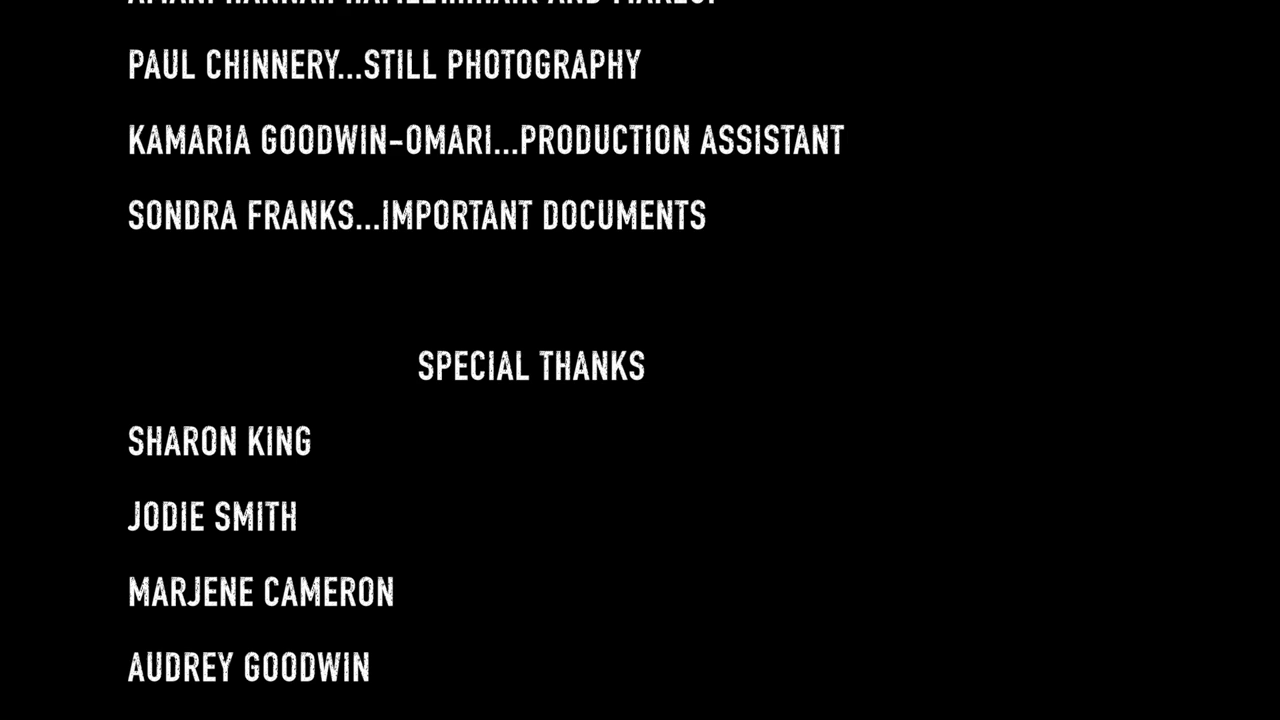 PAUL CHINNERY...STILL PHOTOGRAPHY
KAMARIA GOODWIN-OMARI...PRODUCTION ASSISTANT
SONDRA FRANKS...IMPORTANT DOCUMENTS
SPECIAL THANKS
SHARON KING
JODIE SMITH
MARJENE CAMERON
AUDREY GOODWIN